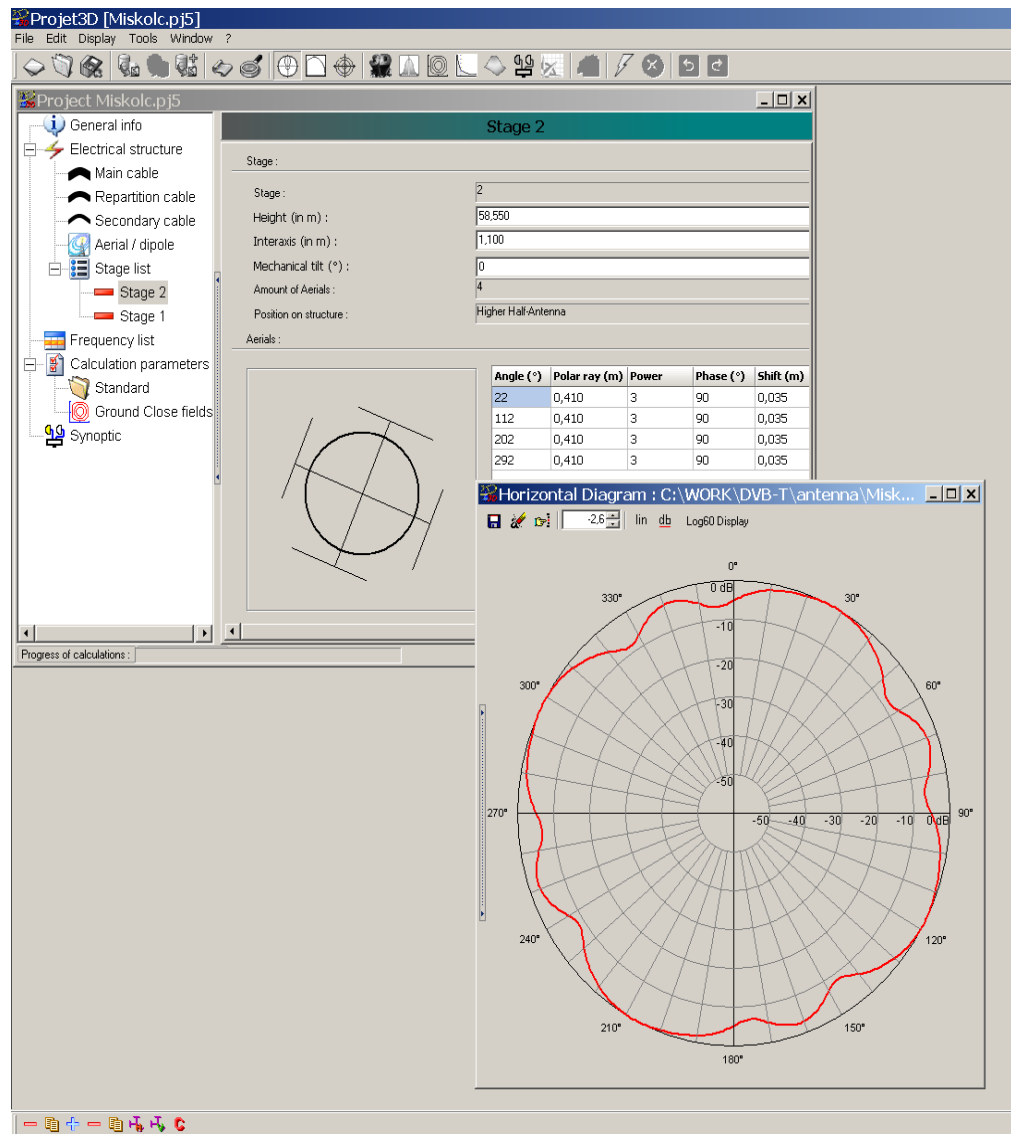 Projet3D [Miskolc.pj5]
File Edit Display Tools Window ?
Project Miskolc.pj5
General info
Electrical structure
Main cable
Repartition cable
Secondary cable
Aerial / dipole
Stage list
Stage 2
Stage 1
Frequency list
Calculation parameters
Standard
Ground Close fields
Synoptic
Progress of calculations :
Stage 2
Stage :
Stage : 2
Height (in m) : 58,550
Interaxis (in m) : 1,100
Mechanical tilt (°) : 0
Amount of Aerials : 4
Position on structure : Higher Half-Antenna
Aerials :
Angle (°) Polar ray (m) Power Phase (°) Shift (m)
22 0,410 3 90 0,035
112 0,410 3 90 0,035
202 0,410 3 90 0,035
292 0,410 3 90 0,035
Horizontal Diagram : C:\WORK\DVB-T\antenna\Misk...
-2,6 lin db Log60 Display
0°
0 dB
330° 30°
-10
-20
300° 60°
-30
-40
-50
270° -50 -40 -30 -20 -10 0 dB 90°
240° 120°
210° 150°
180°